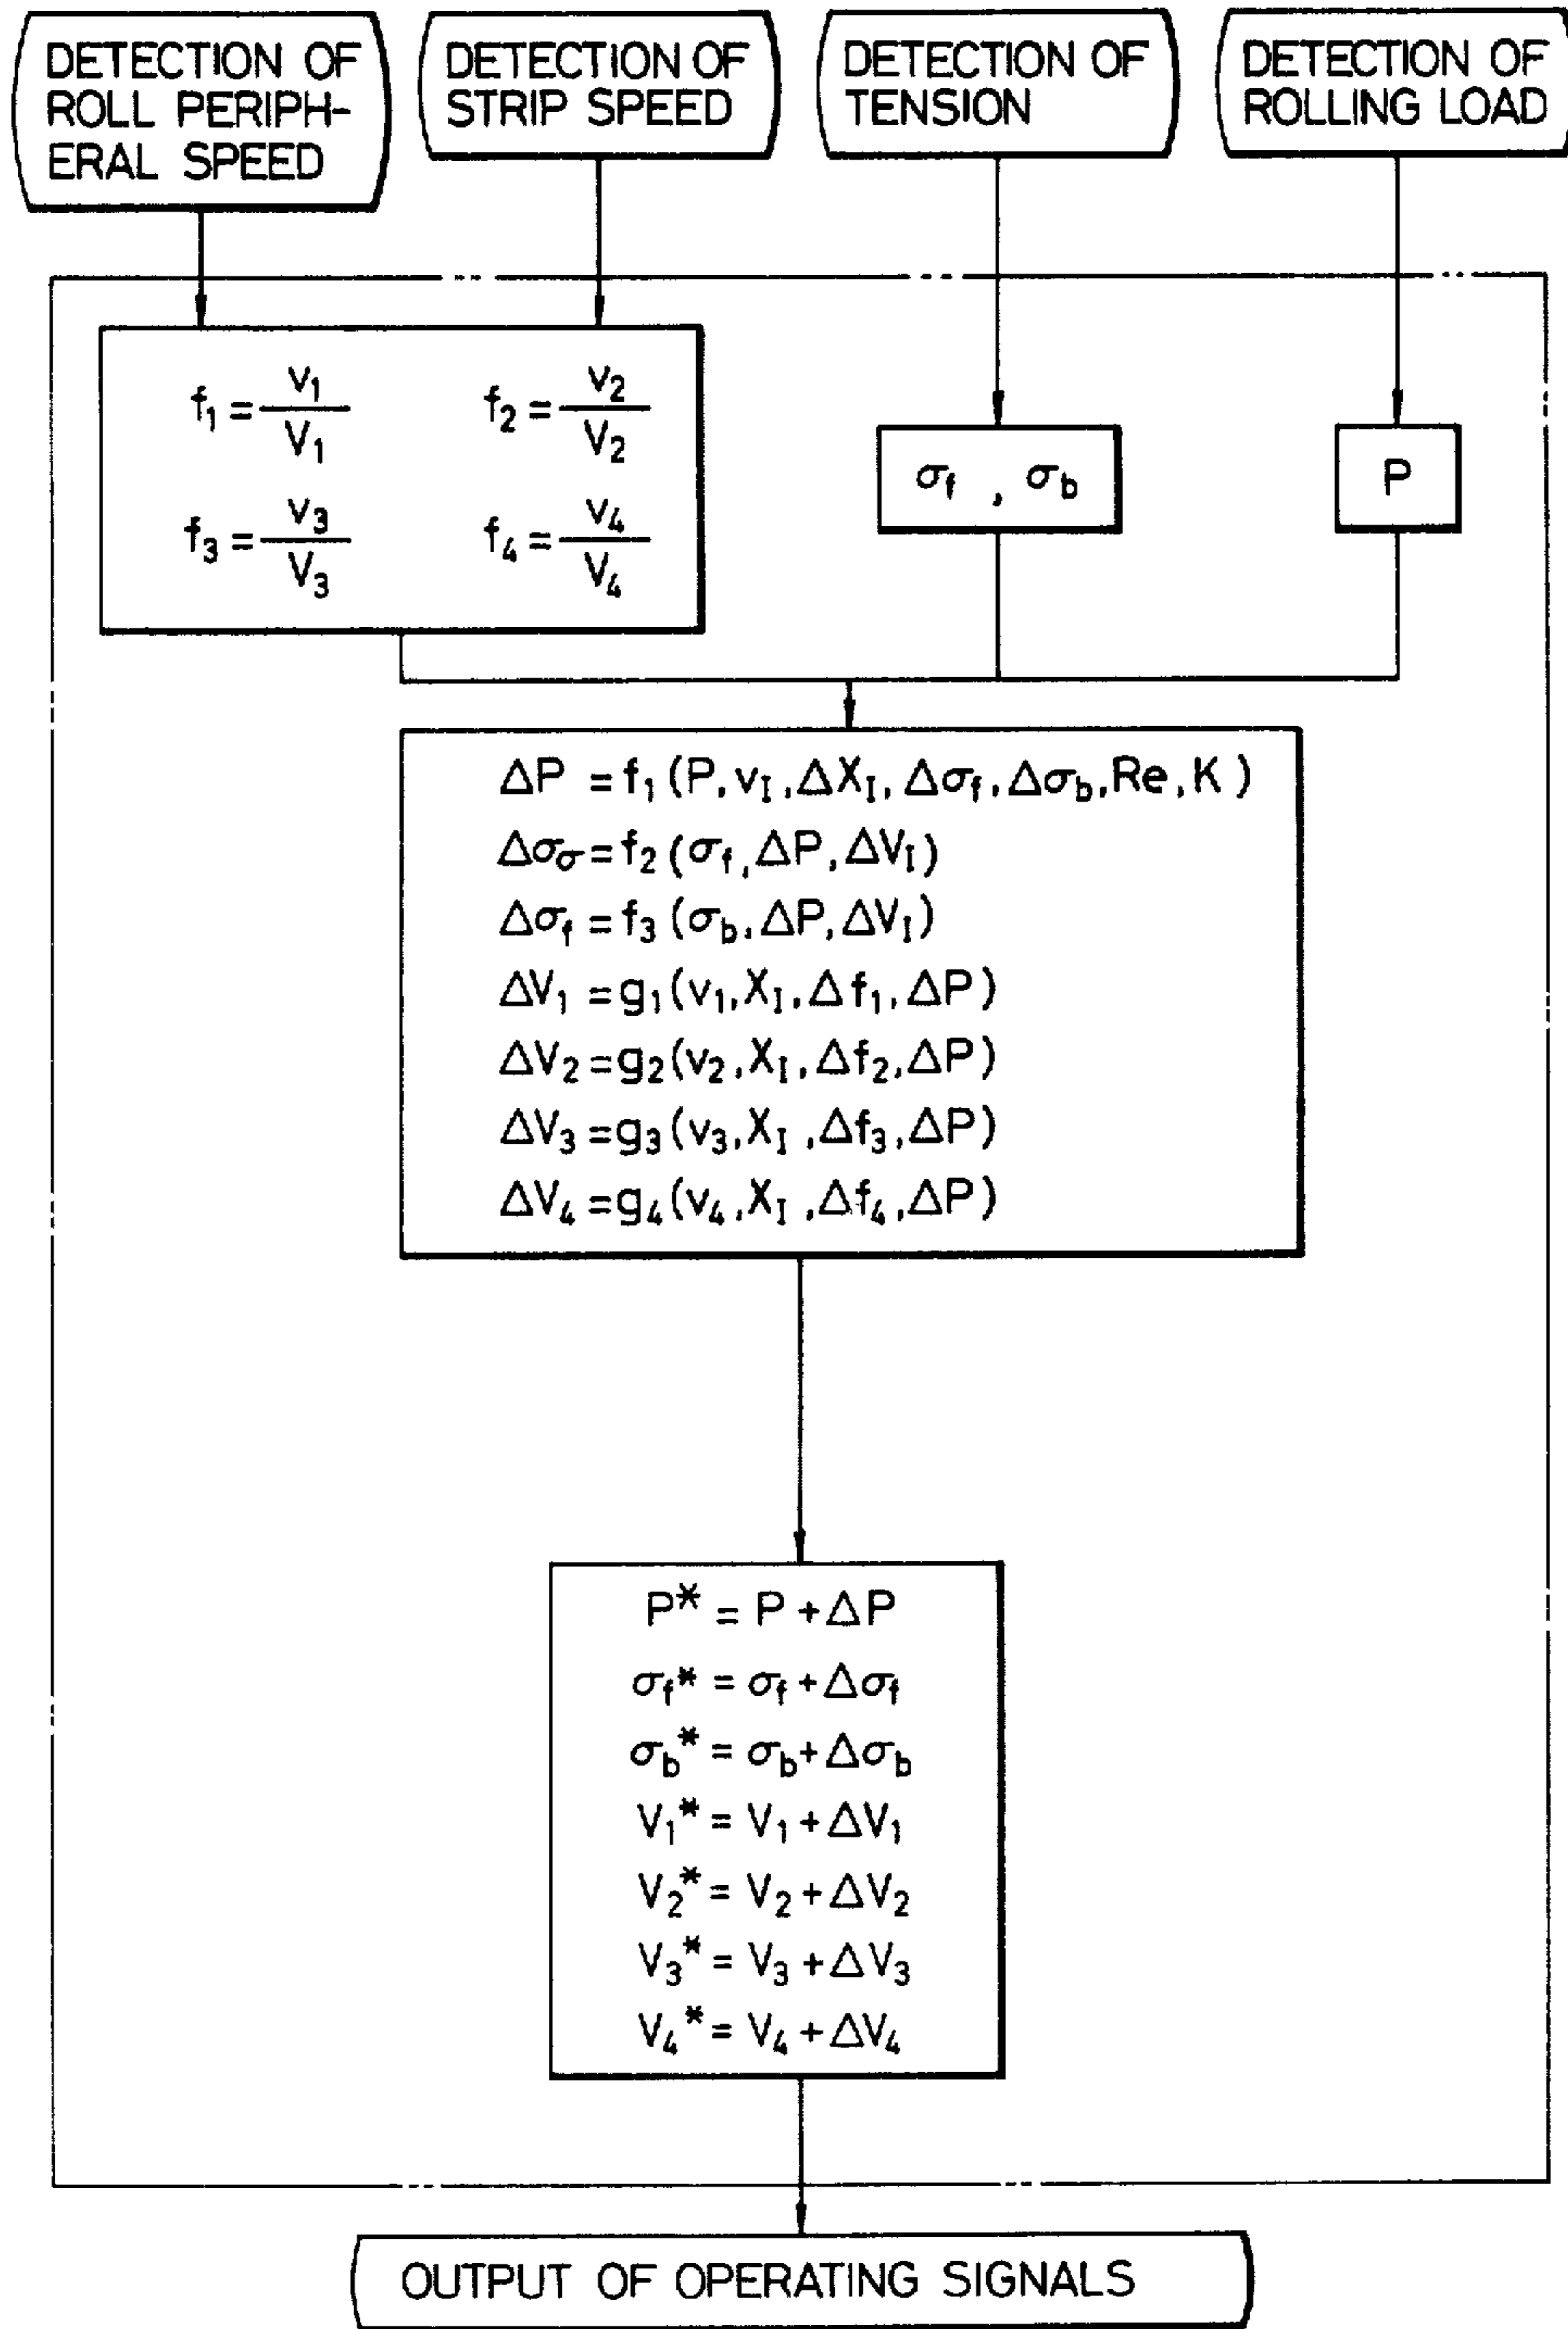 DETECTION OF
ROLL PERIPH-
ERAL SPEED
DETECTION OF
STRIP SPEED
DETECTION OF
TENSION
DETECTION OF
ROLLING LOAD
f₁ = v₁/V₁ f₂ = v₂/V₂
f₃ = v₃/V₃ f₄ = v₄/V₄
σf , σb
P
ΔP = f₁ (P, vI, ΔXI, Δσf, Δσb, Re, K)
Δσσ = f₂ (σf, ΔP, ΔVI)
Δσf = f₃ (σb, ΔP, ΔVI)
ΔV₁ = g₁ (v₁, XI, Δf₁, ΔP)
ΔV₂ = g₂ (v₂, XI, Δf₂, ΔP)
ΔV₃ = g₃ (v₃, XI, Δf₃, ΔP)
ΔV₄ = g₄ (v₄, XI, Δf₄, ΔP)
P* = P + ΔP
σf* = σf + Δσf
σb* = σb + Δσb
V₁* = V₁ + ΔV₁
V₂* = V₂ + ΔV₂
V₃* = V₃ + ΔV₃
V₄* = V₄ + ΔV₄
OUTPUT OF OPERATING SIGNALS